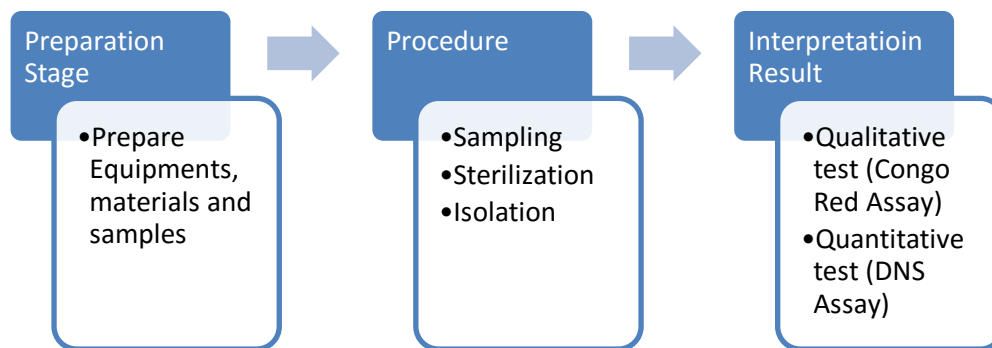 Preparation
Stage
•Prepare
Equipments,
materials and
samples
Procedure
•Sampling
•Sterilization
•Isolation
Interpretatioin
Result
•Qualitative
test (Congo
Red Assay)
•Quantitative
test (DNS
Assay)